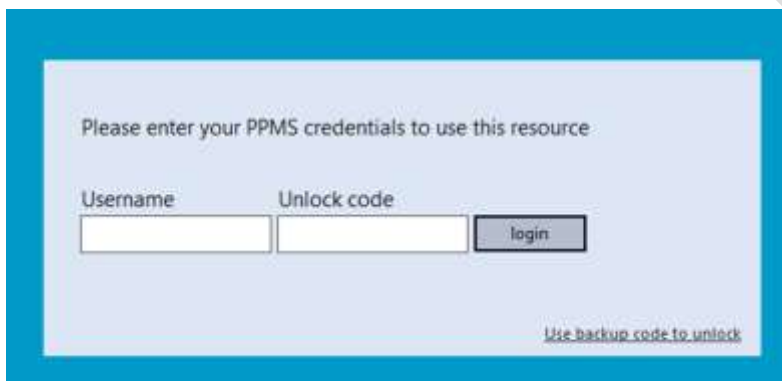 Please enter your PPMS credentials to use this resource
Username Unlock code
login
Use backup code to unlock